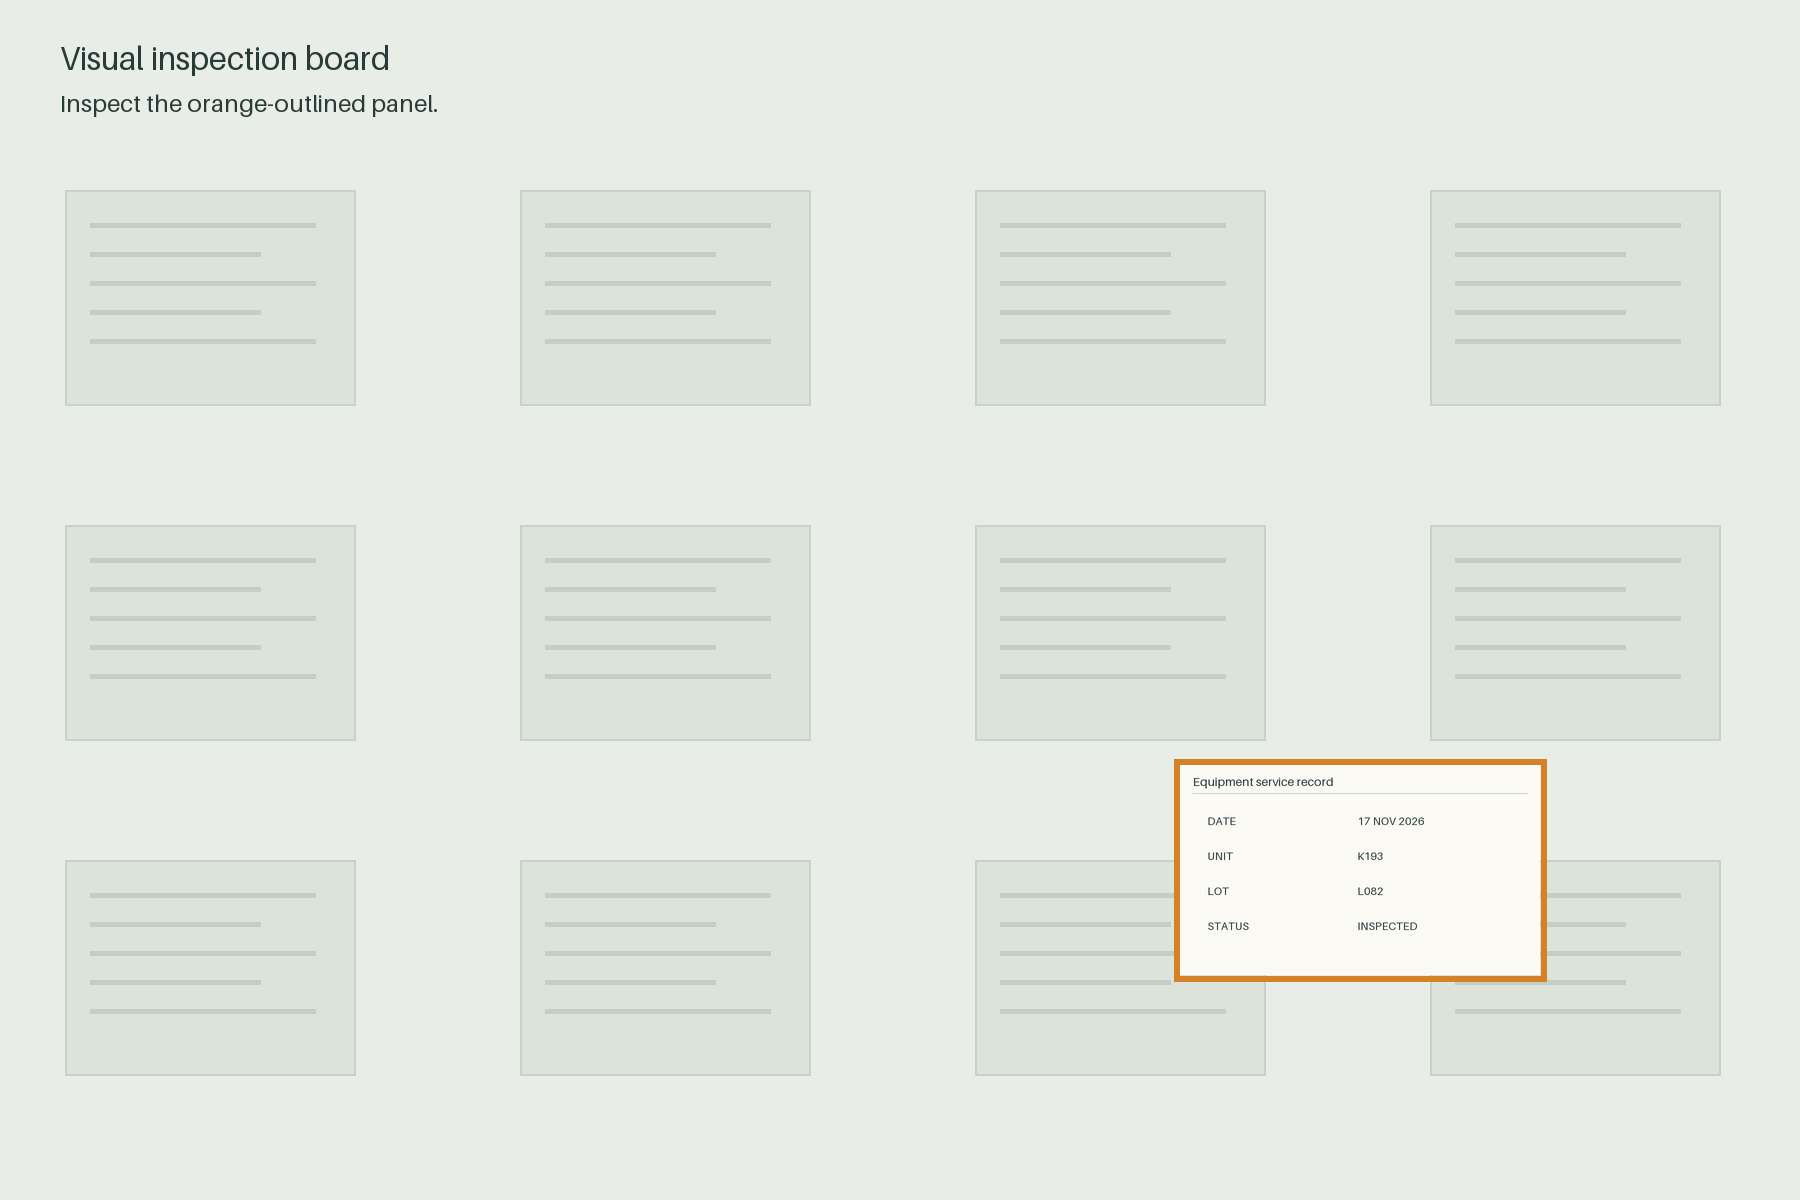 Visual inspection board
Inspect the orange-outlined panel.
Equipment service record
DATE 17 NOV 2026
UNIT K193
LOT L082
STATUS INSPECTED